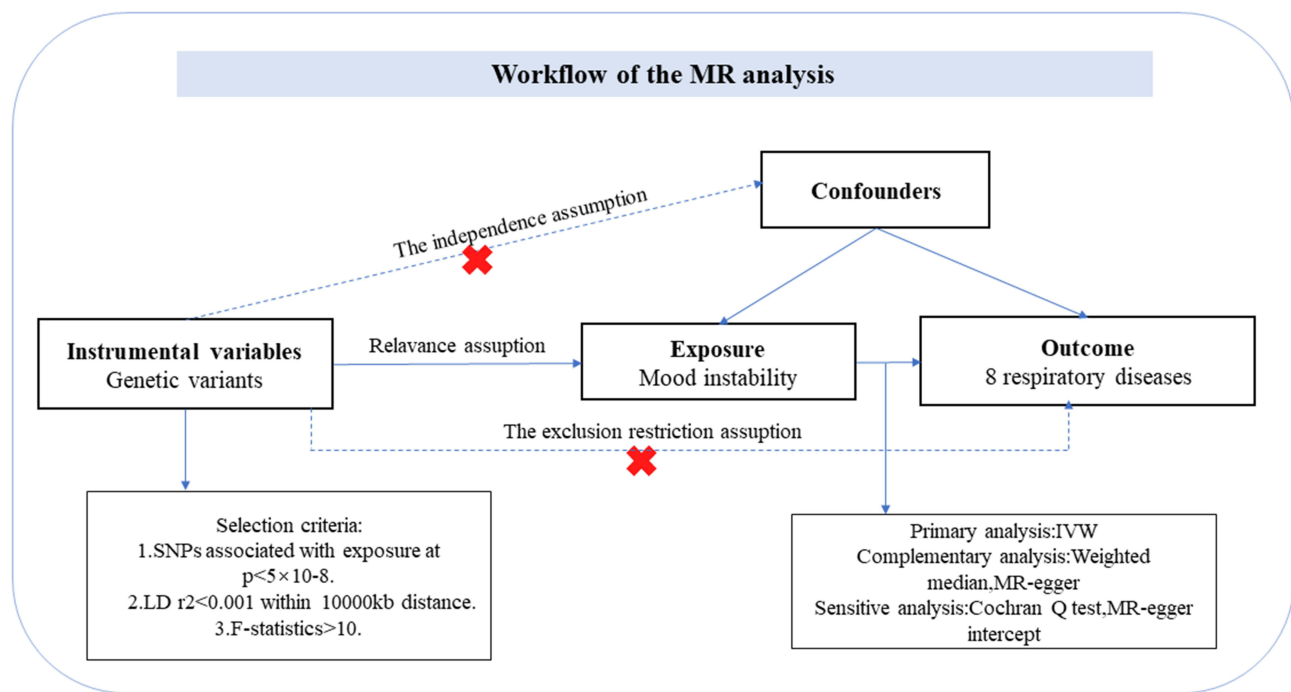 Workflow of the MR analysis
Confounders
The independence assumption
Instrumental variables
Genetic variants
Relavance assuption
Exposure
Mood instability
Outcome
8 respiratory diseases
The exclusion restriction assuption
Selection criteria:
1.SNPs associated with exposure at
p<5×10-8.
2.LD r2<0.001 within 10000kb distance.
3.F-statistics>10.
Primary analysis:IVW
Complementary analysis:Weighted
median,MR-egger
Sensitive analysis:Cochran Q test,MR-egger
intercept